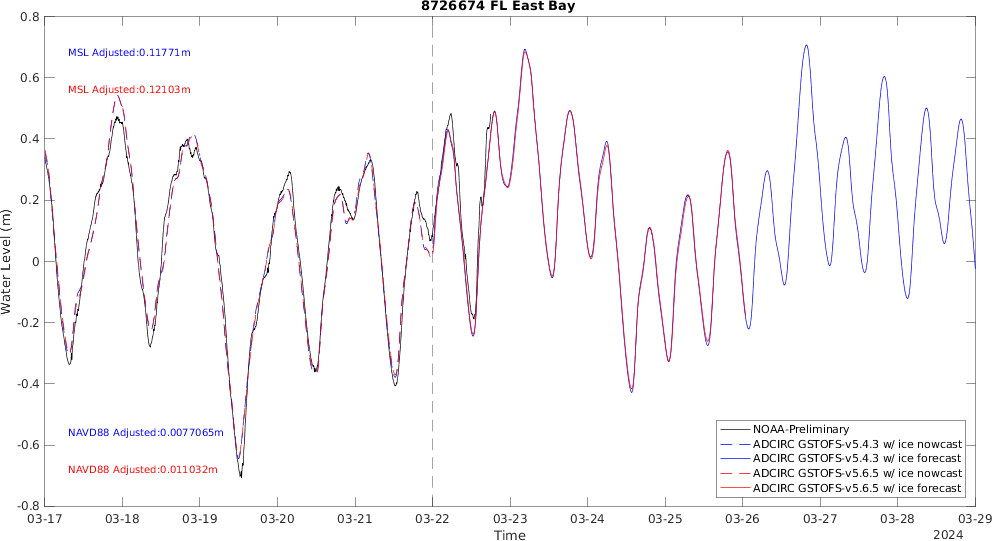 8726674 FL East Bay
0.8
MSL Adjusted:0.11771m
0.6
MSL Adjusted:0.12103m
0.4
0.2
Water Level (m)
0
-0.2
-0.4
NAVD88 Adjusted:0.0077065m
NOAA-Preliminary
-0.6
ADCIRC GSTOFS-v5.4.3 w/ ice nowcast
ADCIRC GSTOFS-v5.4.3 w/ ice forecast
NAVD88 Adjusted:0.011032m
ADCIRC GSTOFS-v5.6.5 w/ ice nowcast
ADCIRC GSTOFS-v5.6.5 w/ ice forecast
-0.8
03-17 03-18 03-19 03-20 03-21 03-22 03-23 03-24 03-25 03-26 03-27 03-28 03-29
Time
2024